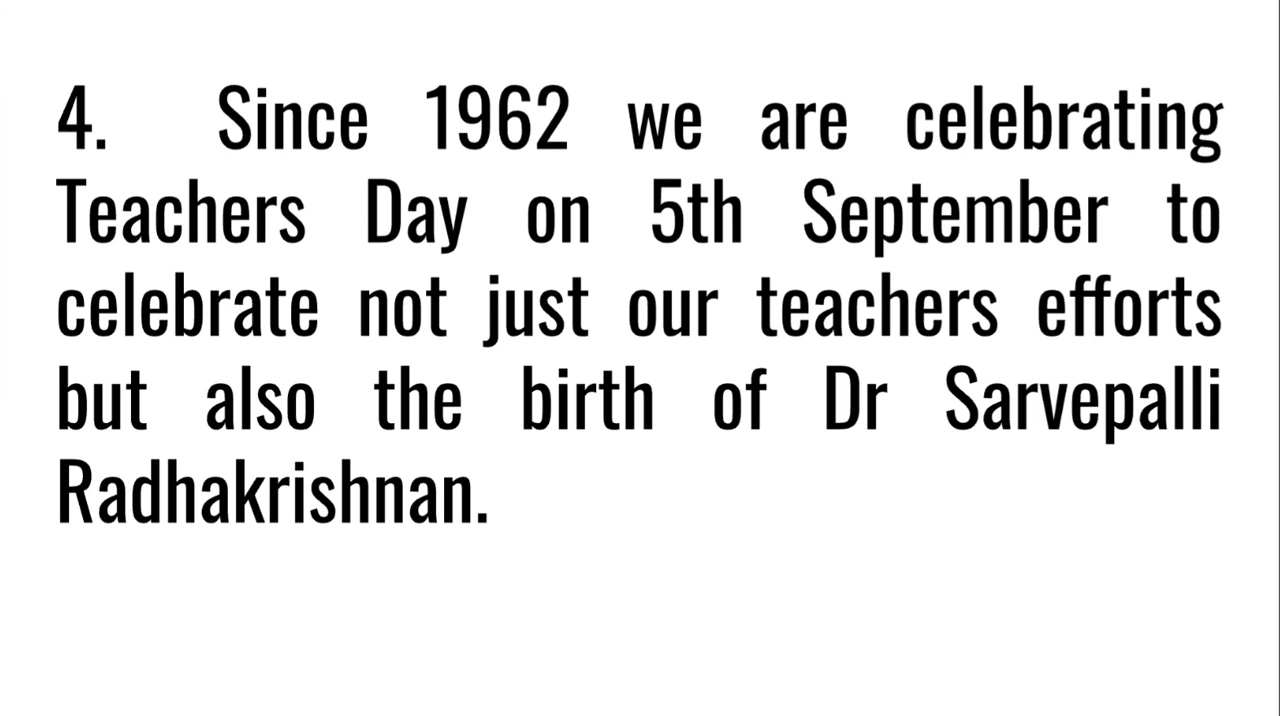 4. Since 1962 we are celebrating
Teachers Day on 5th September to
celebrate not just our teachers efforts
but also the birth of Dr Sarvepalli
Radhakrishnan.